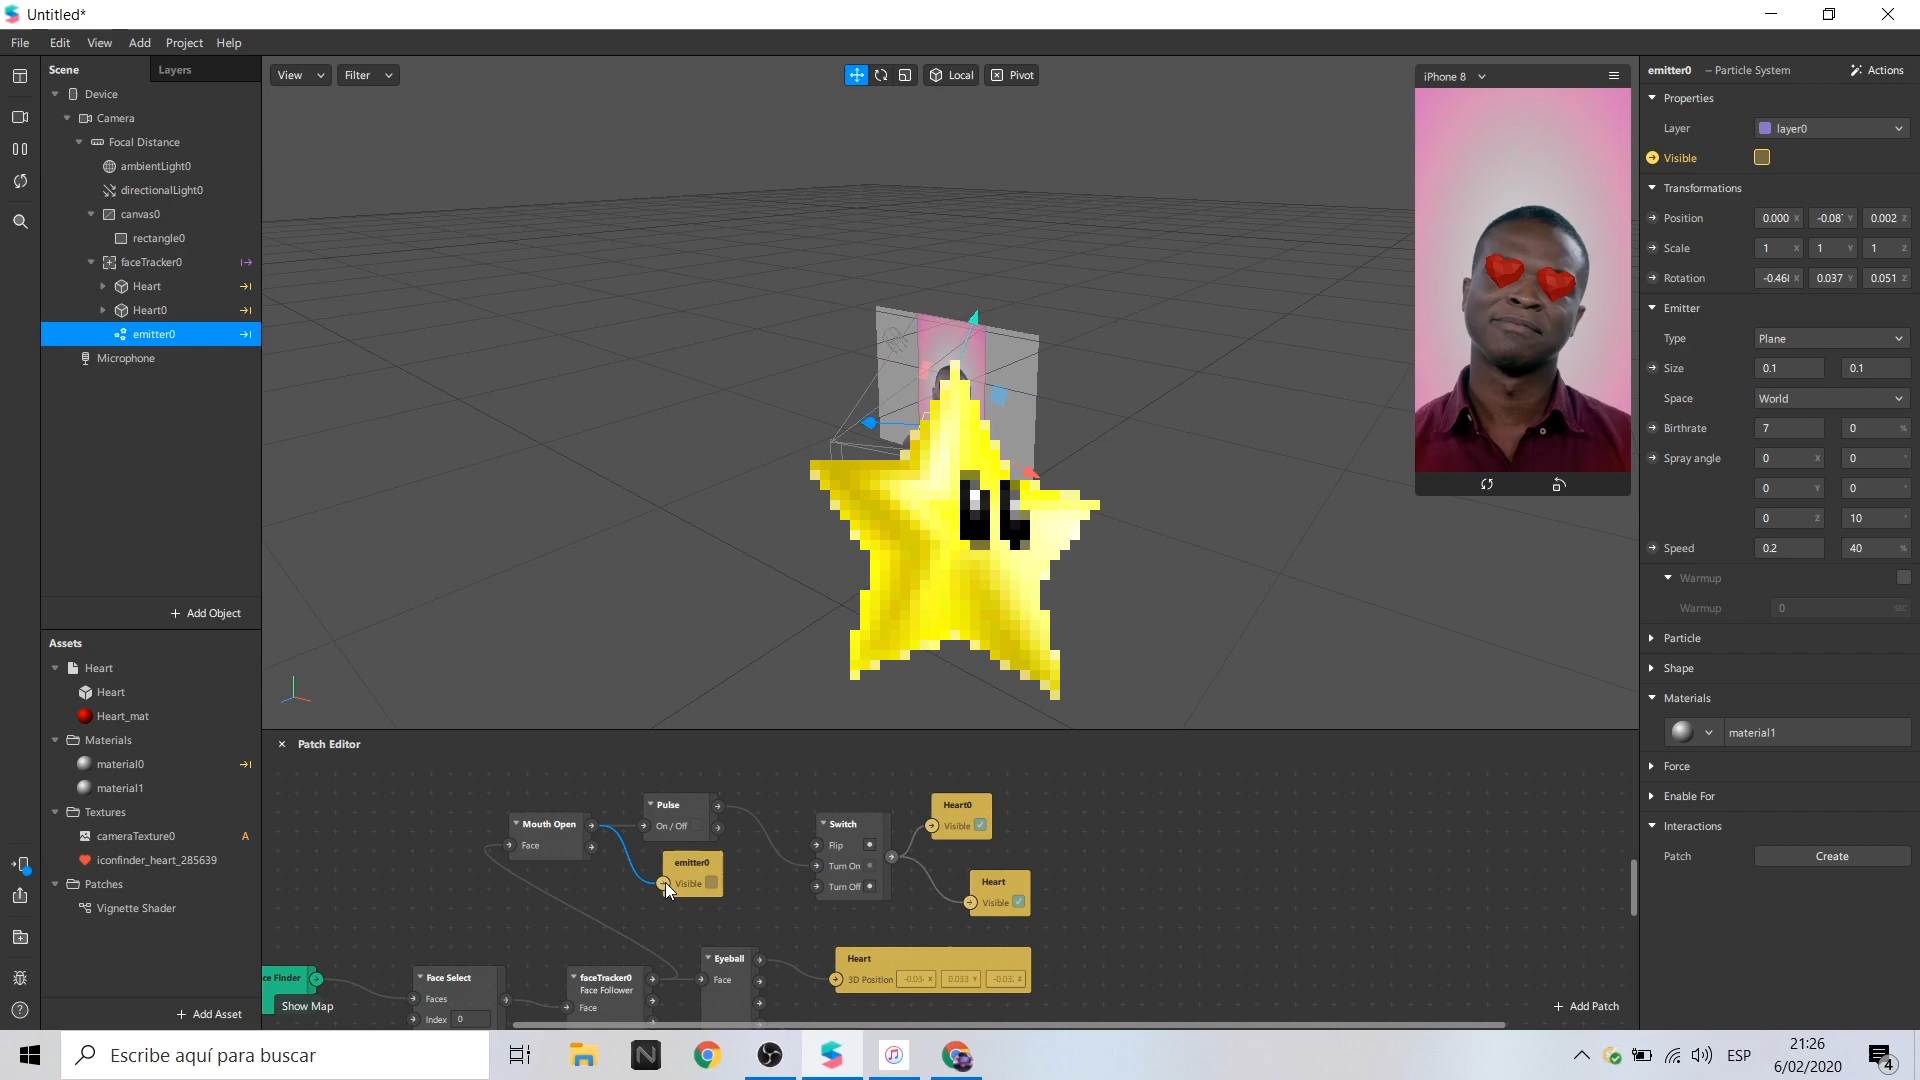 Untitled*
File Edit View Add Project Help
Scene Layers
Device
Camera
Focal Distance
ambientLight0
directionalLight0
canvas0
rectangle0
faceTracker0
Heart
Heart0
emitter0
Microphone
+ Add Object
Assets
Heart
Heart
Heart_mat
Materials
material0
material1
Textures
cameraTexture0 A
iconfinder_heart_285639
Patches
Vignette Shader
+ Add Asset
View Filter Local Pivot
iPhone 8
emitter0 – Particle System Actions
Properties
Layer layer0
Visible
Transformations
Position 0.000 X -0.08 Y 0.002 Z
Scale 1 X 1 Y 1 Z
Rotation -0.46 X 0.037 Y 0.051 Z
Emitter
Type Plane
Size 0.1 0.1
Space World
Birthrate 7 0 %
Spray angle 0 X 0 °
0 Y 0 °
0 Z 10 °
Speed 0.2 40 %
Warmup
Warmup 0 SEC
Particle
Shape
Materials
material1
Force
Enable For
Interactions
Patch Create
× Patch Editor
Mouth Open
Face
Pulse
On / Off
emitter0
Visible
Switch
Flip
Turn On
Turn Off
Heart0
Visible
Heart
Visible
ce Finder
Show Map
Face Select
Faces
Index 0
faceTracker0
Face Follower
Face
Eyeball
Face
Heart
3D Position -0.03 X 0.033 Y -0.03 Z
+ Add Patch
Escribe aquí para buscar
N
ESP
21:26
6/02/2020
4